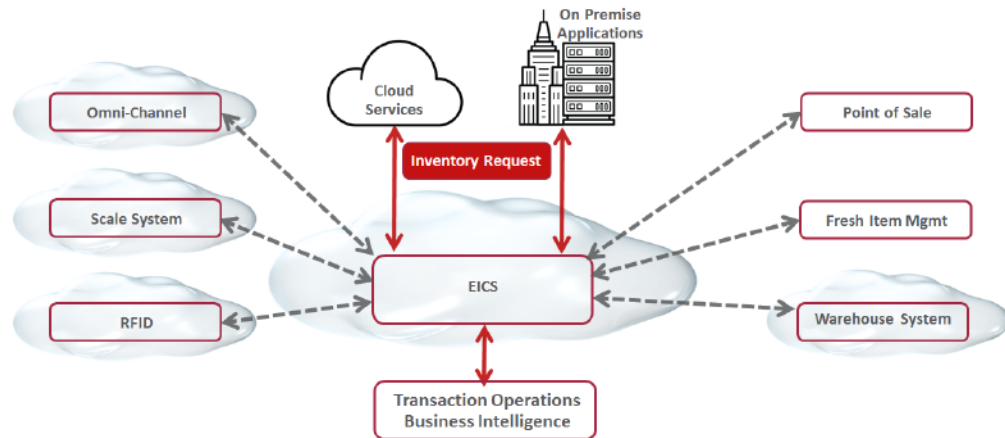 On Premise
Applications
Cloud
Services
Omni-Channel
Point of Sale
Inventory Request
Scale System
Fresh Item Mgmt
EICS
RFID
Warehouse System
Transaction Operations
Business Intelligence